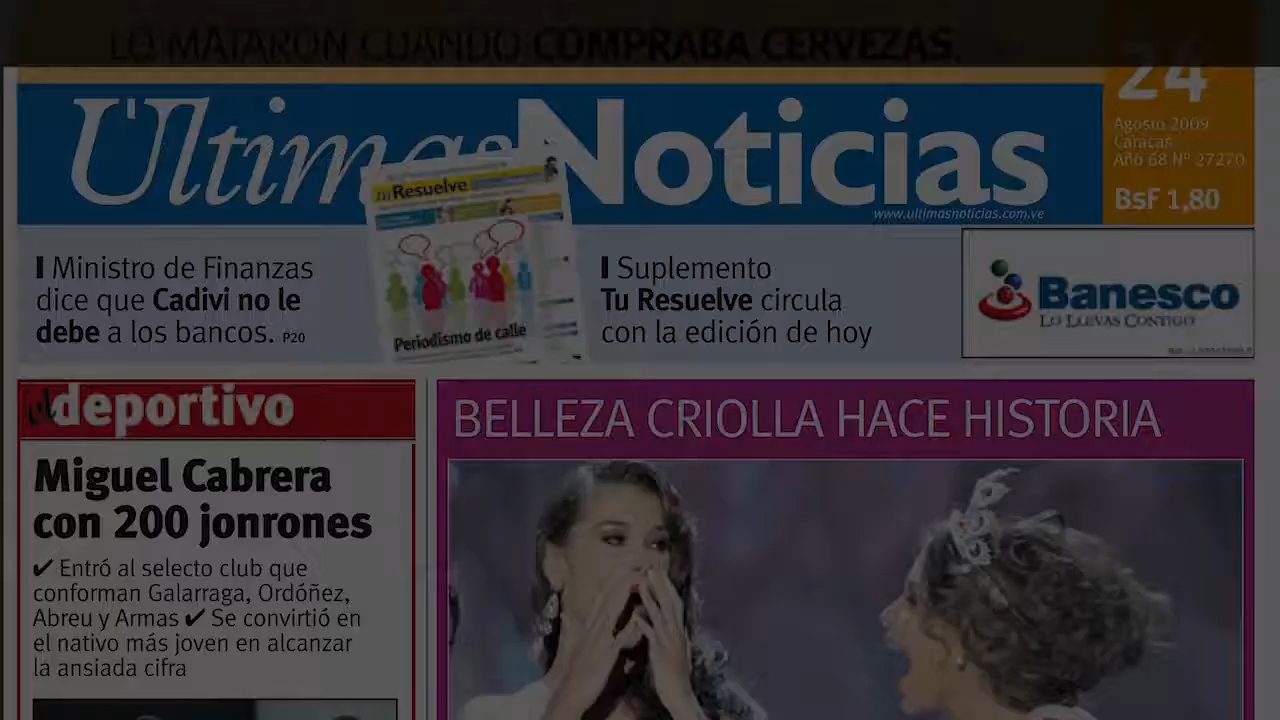 LO MATARON CUANDO COMPRABA CERVEZAS.
24
Últimas Noticias
Agosto 2009
Caracas
Año 68 Nº 27270
BsF 1,80
www.ultimasnoticias.com.ve
Ministro de Finanzas
dice que Cadivi no le
debe a los bancos. P20
Tu Resuelve
Periodismo de calle
Suplemento
Tu Resuelve circula
con la edición de hoy
Banesco
LO LLEVAS CONTIGO
deportivo
Miguel Cabrera
con 200 jonrones
✔ Entró al selecto club que
conforman Galarraga, Ordóñez,
Abreu y Armas ✔ Se convirtió en
el nativo más joven en alcanzar
la ansiada cifra
BELLEZA CRIOLLA HACE HISTORIA